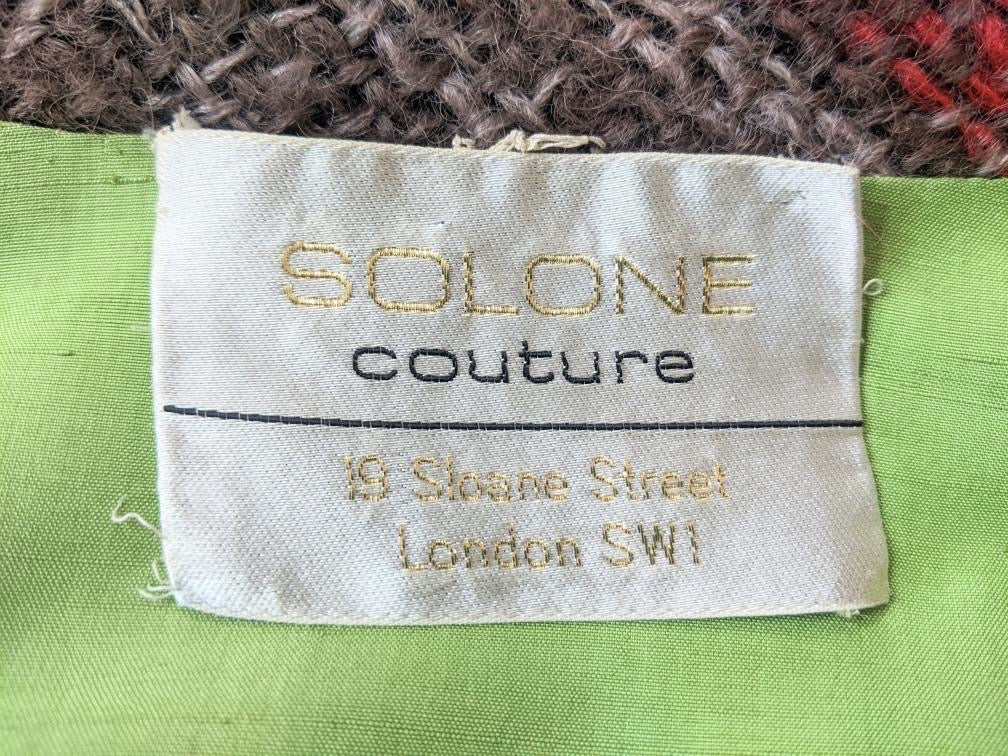 SOLONE
couture
19 Sloane Street
London SW1